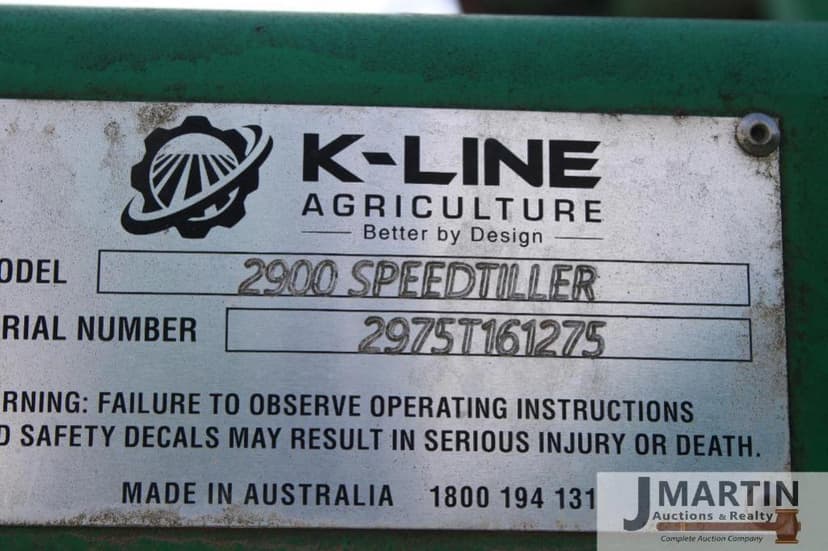 K-LINE
AGRICULTURE
Better by Design
ODEL 2900 SPEEDTILLER
RIAL NUMBER 2975T161275
RNING: FAILURE TO OBSERVE OPERATING INSTRUCTIONS
D SAFETY DECALS MAY RESULT IN SERIOUS INJURY OR DEATH.
MADE IN AUSTRALIA 1800 194 131
J MARTIN
Auctions & Realty
Complete Auction Company